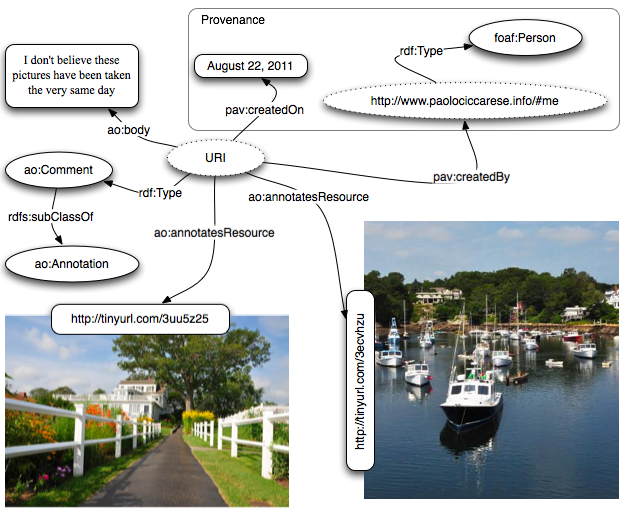 Provenance
foaf:Person
rdf:Type
I don't believe these
pictures have been taken
the very same day
August 22, 2011
http://www.paolociccarese.info/#me
pav:createdOn
ao:body
URI
ao:Comment
rdf:Type
pav:createdBy
ao:annotatesResource
rdfs:subClassOf
ao:annotatesResource
ao:Annotation
http://tinyurl.com/3uu5z25
http://tinyurl.com/3ecvhzu